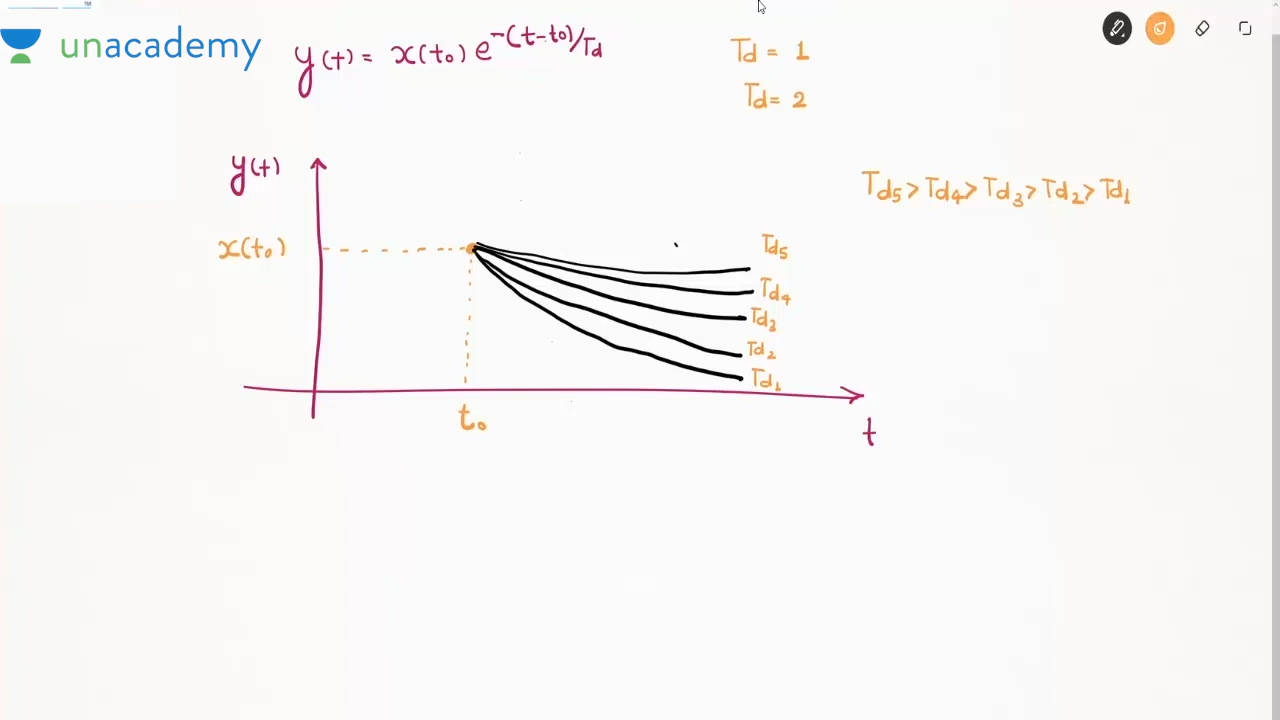 unacademy
y(t) = x(t₀) e^-(t-t₀)/Td
Td = 1
Td = 2
y(t)
Td₅ > Td₄ > Td₃ > Td₂ > Td₁
x(t₀)
Td₅
Td₄
Td₃
Td₂
Td₁
t₀
t